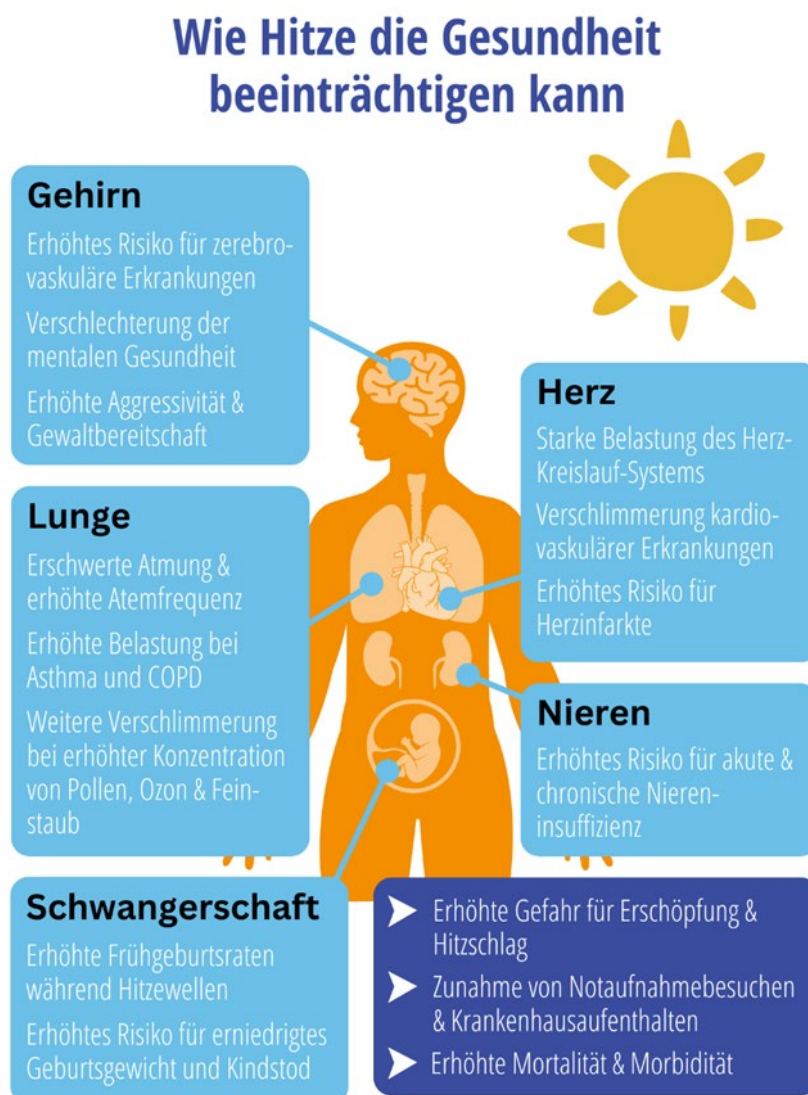 Wie Hitze die Gesundheit
beeinträchtigen kann
Gehirn
Erhöhtes Risiko für zerebro-
vaskuläre Erkrankungen
Verschlechterung der
mentalen Gesundheit
Erhöhte Aggressivität &
Gewaltbereitschaft
Herz
Starke Belastung des Herz-
Kreislauf-Systems
Verschlimmerung kardio-
vaskulärer Erkrankungen
Erhöhtes Risiko für
Herzinfarkte
Lunge
Erschwerte Atmung &
erhöhte Atemfrequenz
Erhöhte Belastung bei
Asthma und COPD
Weitere Verschlimmerung
bei erhöhter Konzentration
von Pollen, Ozon & Fein-
staub
Nieren
Erhöhtes Risiko für akute &
chronische Nieren-
insuffizienz
Schwangerschaft
Erhöhte Frühgeburtsraten
während Hitzewellen
Erhöhtes Risiko für erniedrigtes
Geburtsgewicht und Kindstod
Erhöhte Gefahr für Erschöpfung &
Hitzschlag
Zunahme von Notaufnahmebesuchen
& Krankenhausaufenthalten
Erhöhte Mortalität & Morbidität